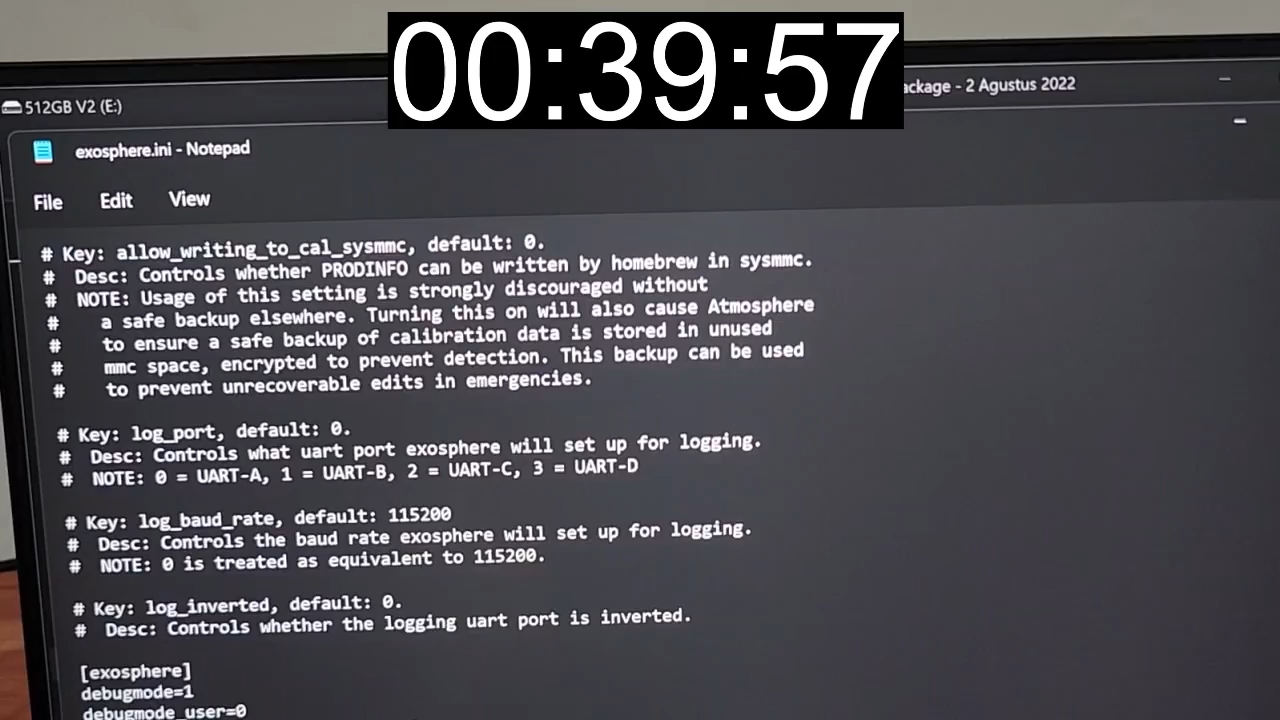 00:39:57
512GB V2 (E:)
ackage - 2 Agustus 2022
exosphere.ini - Notepad
File Edit View
# Key: allow_writing_to_cal_sysmmc, default: 0.
# Desc: Controls whether PRODINFO can be written by homebrew in sysmmc.
# NOTE: Usage of this setting is strongly discouraged without
# a safe backup elsewhere. Turning this on will also cause Atmosphere
# to ensure a safe backup of calibration data is stored in unused
# mmc space, encrypted to prevent detection. This backup can be used
# to prevent unrecoverable edits in emergencies.
# Key: log_port, default: 0.
# Desc: Controls what uart port exosphere will set up for logging.
# NOTE: 0 = UART-A, 1 = UART-B, 2 = UART-C, 3 = UART-D
# Key: log_baud_rate, default: 115200
# Desc: Controls the baud rate exosphere will set up for logging.
# NOTE: 0 is treated as equivalent to 115200.
# Key: log_inverted, default: 0.
# Desc: Controls whether the logging uart port is inverted.
[exosphere]
debugmode=1
debugmode_user=0